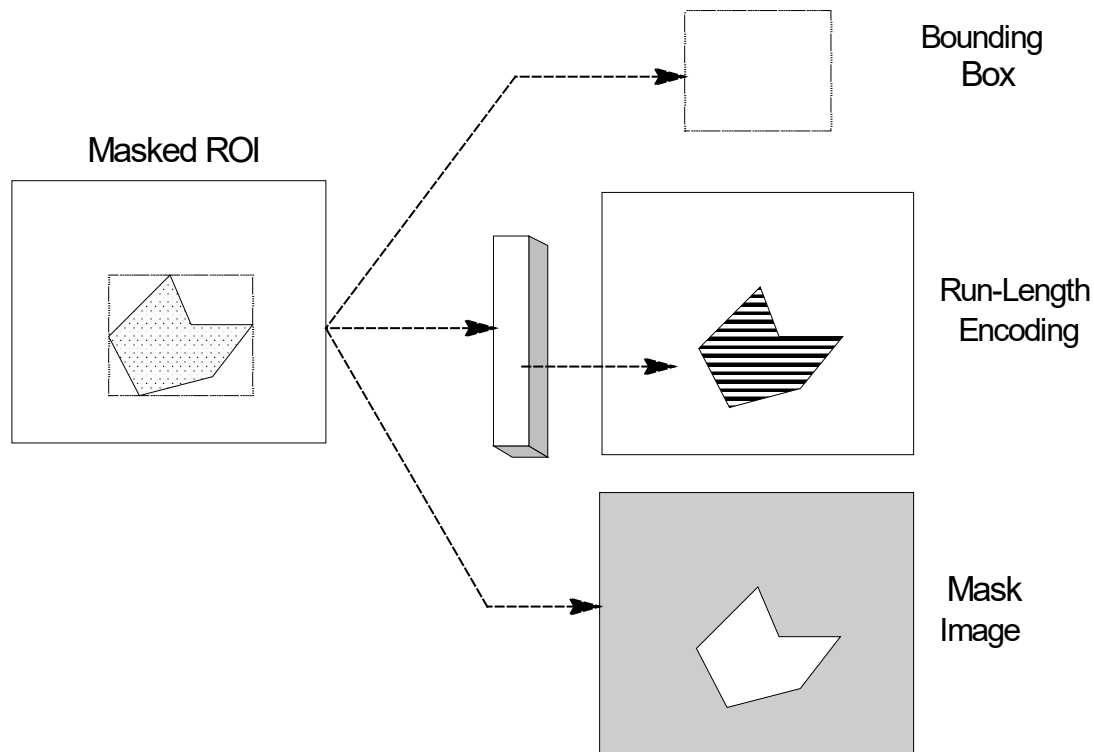 Bounding
Box
Masked ROI
Run-Length
Encoding
Mask
Image